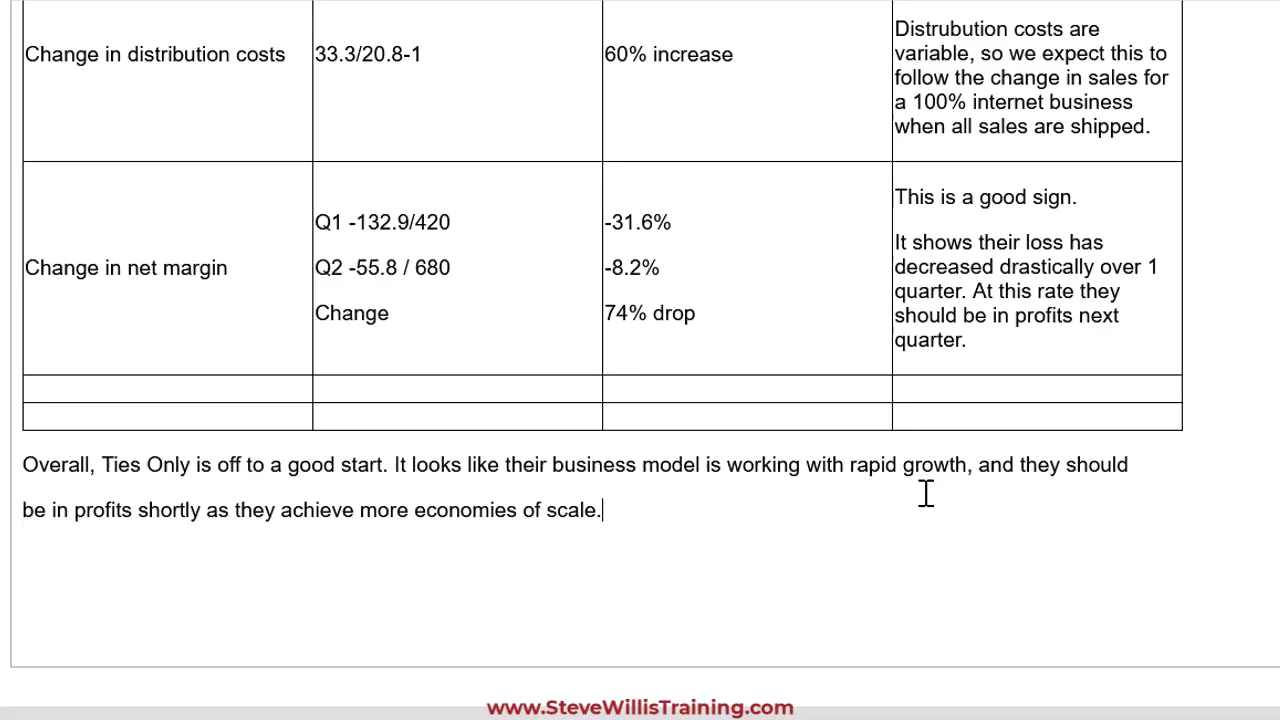 Change in distribution costs
33.3/20.8-1
60% increase
Distrubution costs are
variable, so we expect this to
follow the change in sales for
a 100% internet business
when all sales are shipped.
Change in net margin
Q1 -132.9/420
Q2 -55.8 / 680
Change
-31.6%
-8.2%
74% drop
This is a good sign.
It shows their loss has
decreased drastically over 1
quarter. At this rate they
should be in profits next
quarter.
Overall, Ties Only is off to a good start. It looks like their business model is working with rapid growth, and they should
be in profits shortly as they achieve more economies of scale.
www.SteveWillisTraining.com